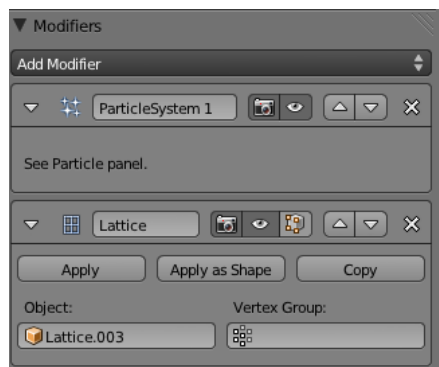 Modifiers
Add Modifier
ParticleSystem 1
See Particle panel.
Lattice
Apply Apply as Shape Copy
Object: Vertex Group:
Lattice.003